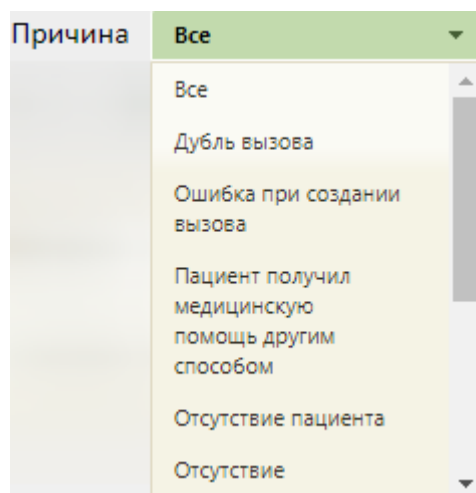 Причина Все
Все
Дубль вызова
Ошибка при создании
вызова
Пациент получил
медицинскую
помощь другим
способом
Отсутствие пациента
Отсутствие